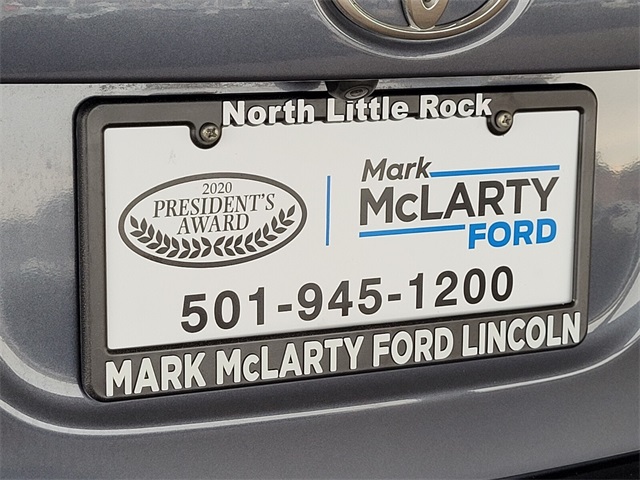 North Little Rock
2020
PRESIDENT'S
AWARD
Mark
McLARTY
FORD
501-945-1200
MARK McLARTY FORD LINCOLN